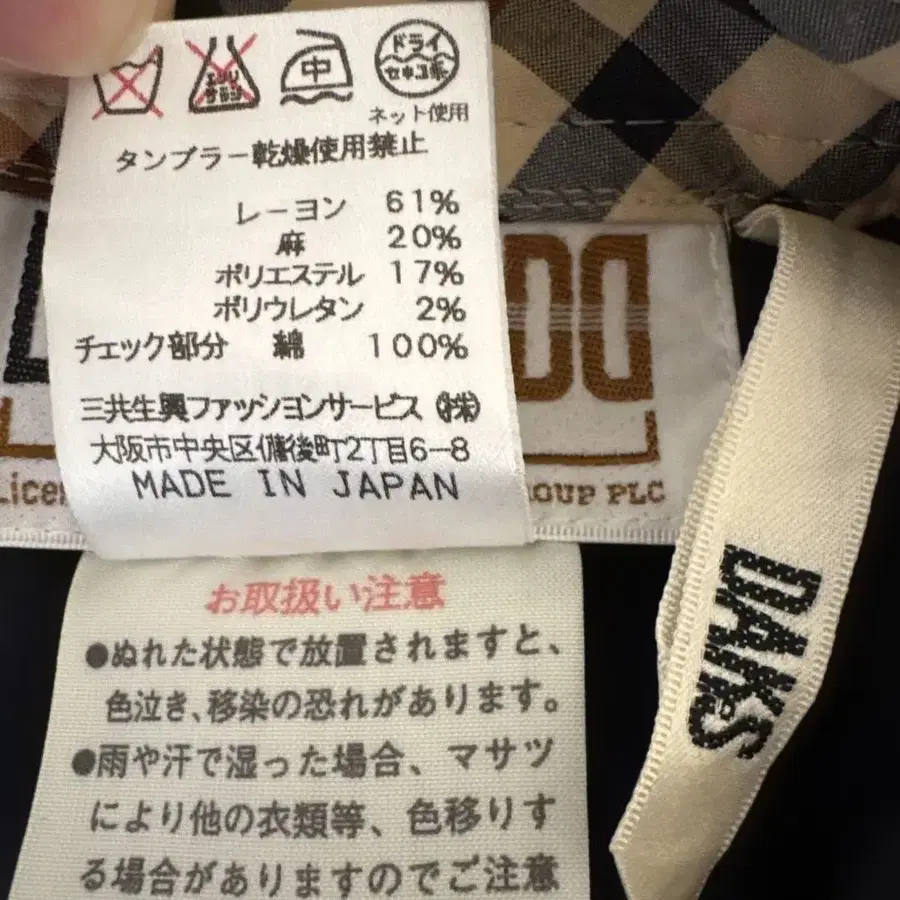 エンソ
サラシ
中
ドライ
セキユ系
ネット使用
タンブラー乾燥使用禁止
レーヨン 61%
麻 20%
ポリエステル 17%
ポリウレタン 2%
チェック部分 綿 100%
三共生興ファッションサービス(株)
大阪市中央区備後町2丁目6-8
MADE IN JAPAN
GROUP PLC
DAKS
お取扱い注意
●ぬれた状態で放置されますと、
色泣き、移染の恐れがあります。
●雨や汗で湿った場合、マサツ
により他の衣類等、色移りす
る場合がありますのでご注意